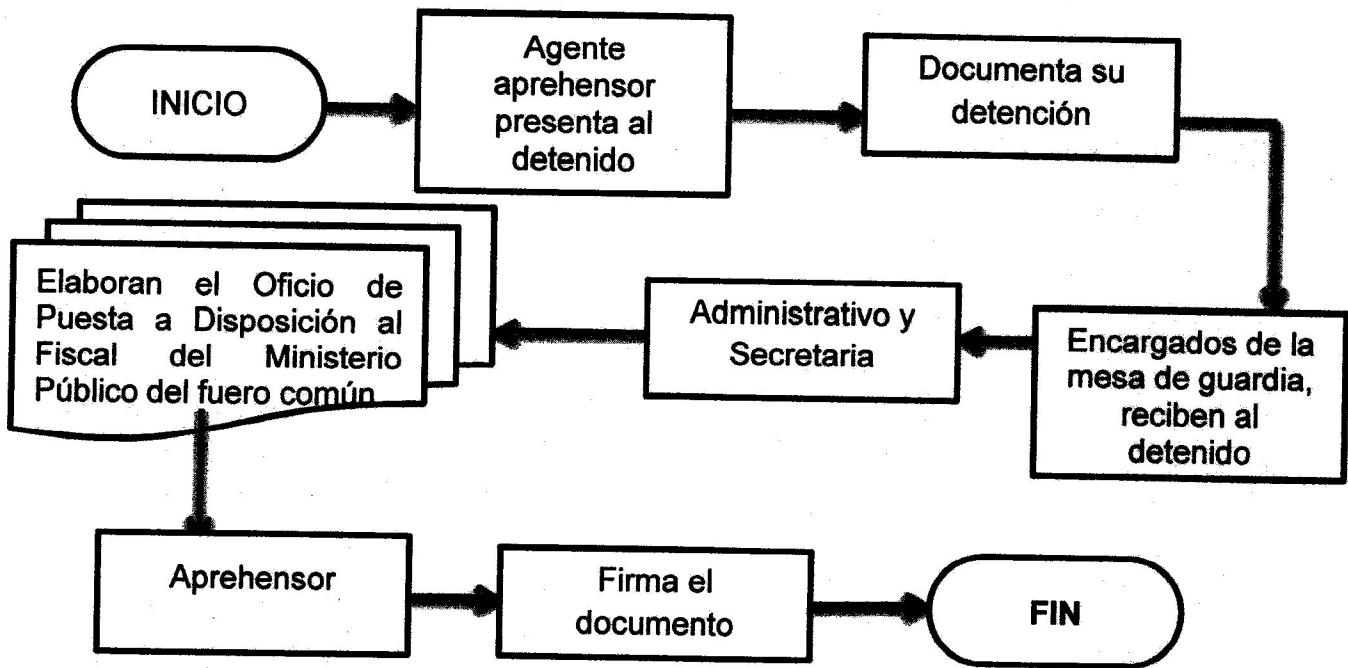 INICIO
Agente
aprehensor
presenta al
detenido
Documenta su
detención
Encargados de la
mesa de guardia,
reciben al
detenido
Administrativo y
Secretaria
Elaboran el Oficio de
Puesta a Disposición al
Fiscal del Ministerio
Público del fuero común
Aprehensor
Firma el
documento
FIN